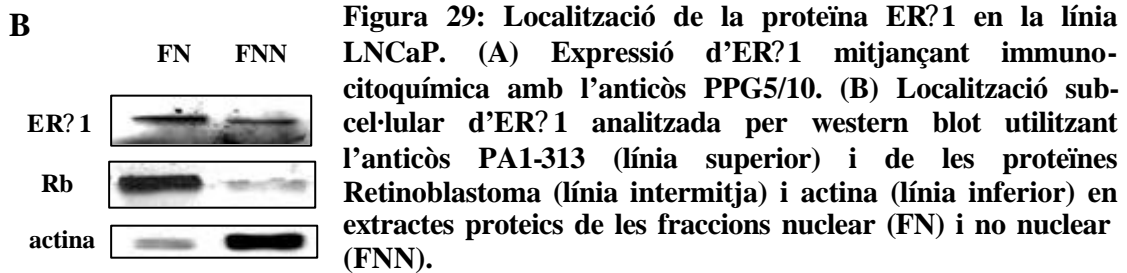 B
FN FNN
ER?1
Rb
actina
Figura 29: Localització de la proteïna ER?1 en la línia
LNCaP. (A) Expressió d’ER?1 mitjançant immuno-
citoquímica amb l’anticòs PPG5/10. (B) Localització sub-
cel·lular d’ER?1 analitzada per western blot utilitzant
l’anticòs PA1-313 (línia superior) i de les proteïnes
Retinoblastoma (línia intermitja) i actina (línia inferior) en
extractes proteics de les fraccions nuclear (FN) i no nuclear
(FNN).